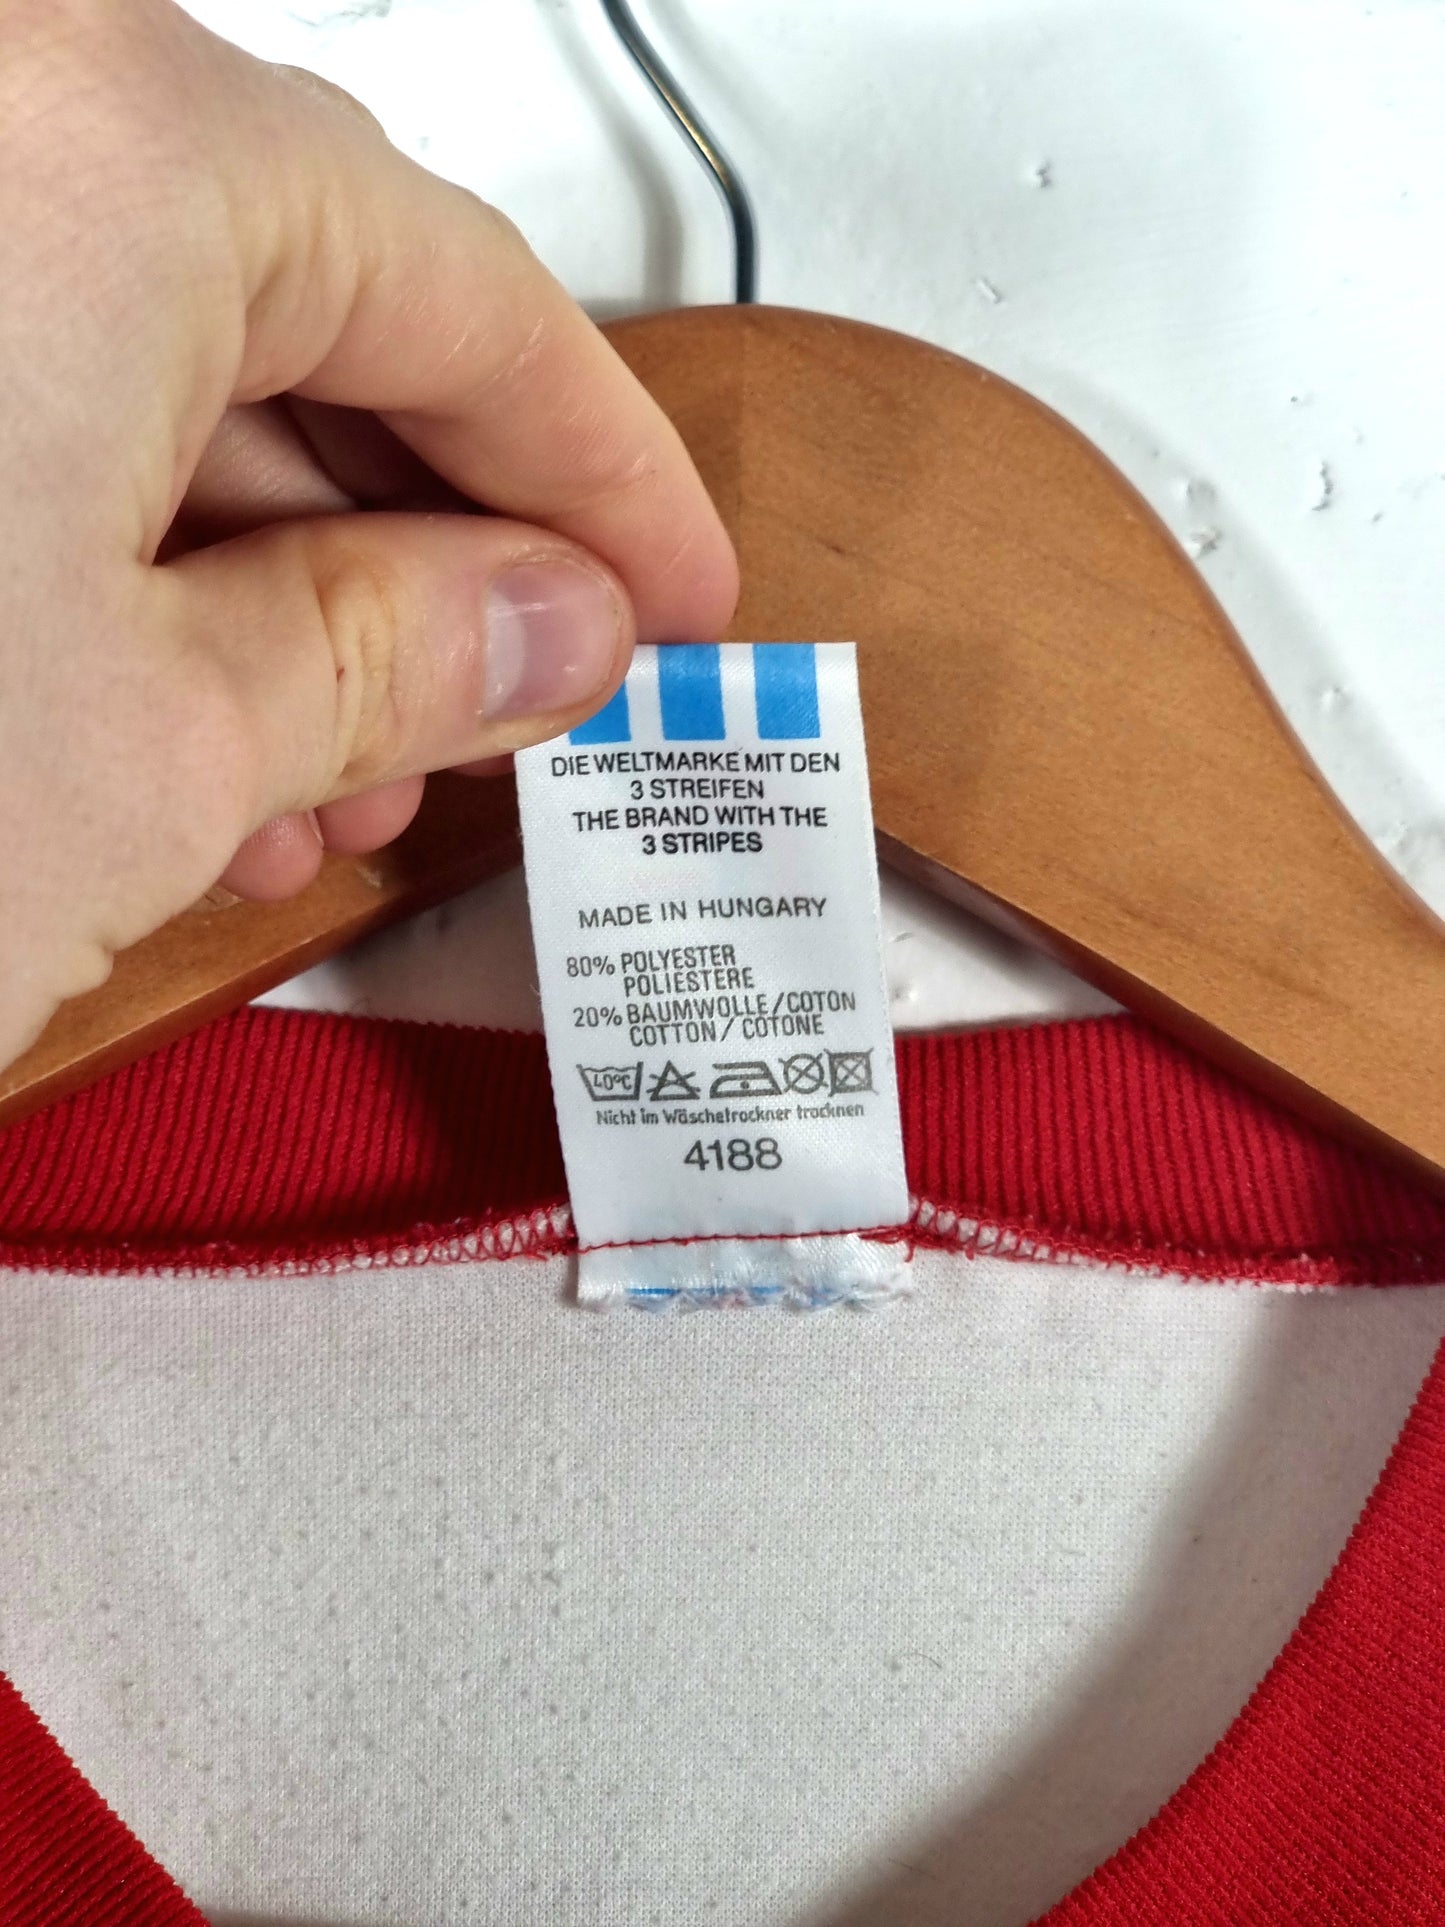 DIE WELTMARKE MIT DEN
3 STREIFEN
THE BRAND WITH THE
3 STRIPES
MADE IN HUNGARY
80% POLYESTER
POLIESTERE
20% BAUMWOLLE/COTON
COTTON/COTONE
40°C
Nicht im Wäschetrockner trocknen
4188